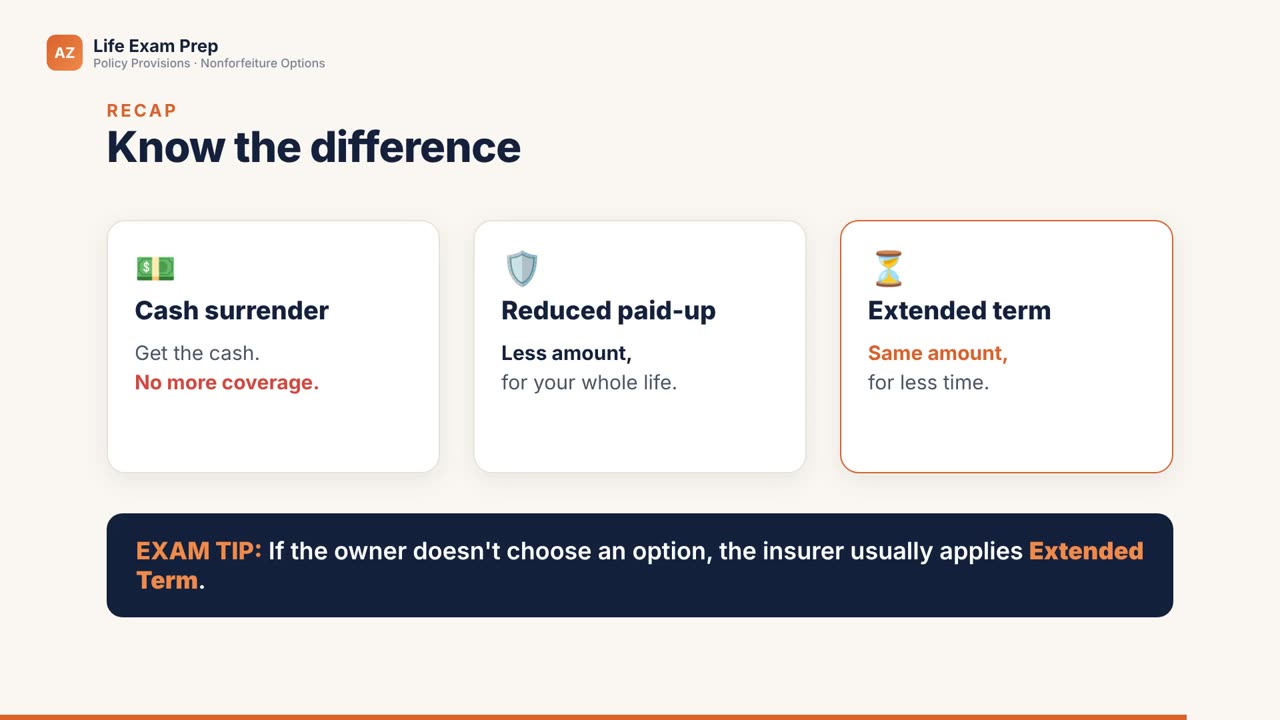 AZ
Life Exam Prep
Policy Provisions · Nonforfeiture Options
RECAP
Know the difference
Cash surrender
Get the cash.
No more coverage.
Reduced paid-up
Less amount,
for your whole life.
Extended term
Same amount,
for less time.
EXAM TIP: If the owner doesn't choose an option, the insurer usually applies Extended
Term.